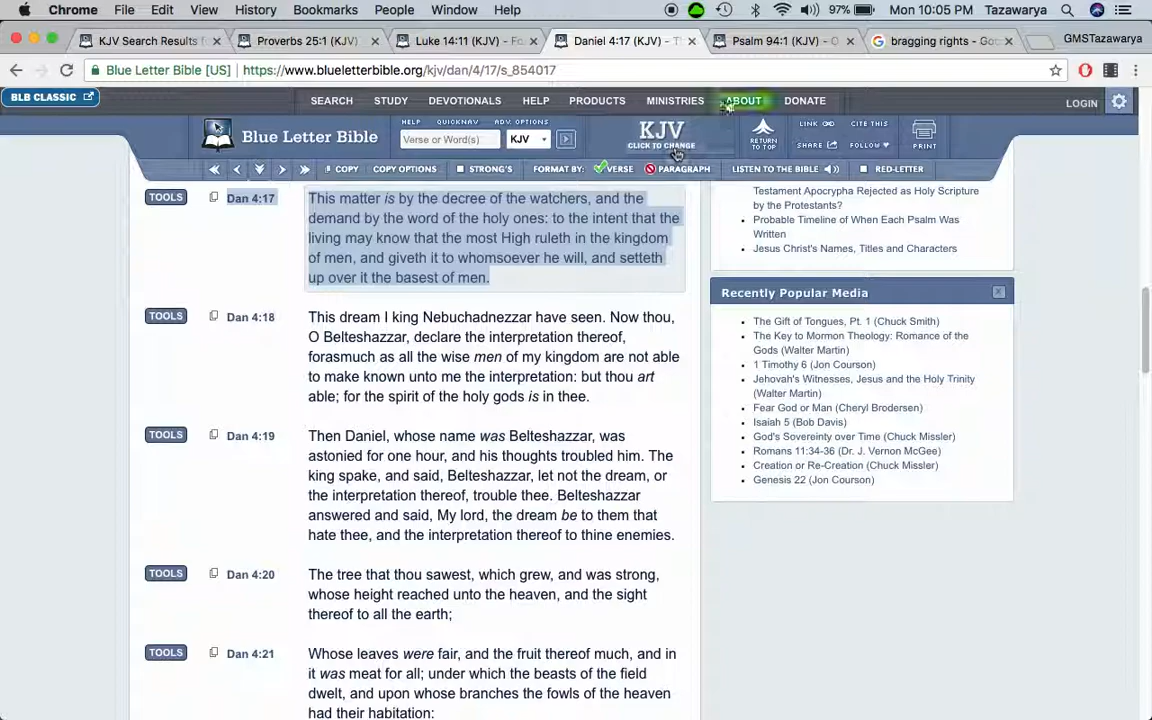 Chrome File Edit View History Bookmarks People Window Help 97% Mon 10:05 PM Tazawarya
KJV Search Results f Proverbs 25:1 (KJV) Luke 14:11 (KJV) - Fo Daniel 4:17 (KJV) - Th Psalm 94:1 (KJV) - O bragging rights - Goo GMSTazawarya
Blue Letter Bible [US] https://www.blueletterbible.org/kjv/dan/4/17/s_854017
BLB CLASSIC SEARCH STUDY DEVOTIONALS HELP PRODUCTS MINISTRIES ABOUT DONATE LOGIN
Blue Letter Bible HELP QUICKNAV ADV. OPTIONS
Verse or Word(s) KJV
KJV
CLICK TO CHANGE
RETURN
TO TOP
LINK CITE THIS
SHARE FOLLOW
PRINT
COPY COPY OPTIONS STRONG'S FORMAT BY: VERSE PARAGRAPH LISTEN TO THE BIBLE RED-LETTER
TOOLS Dan 4:17 This matter is by the decree of the watchers, and the
demand by the word of the holy ones: to the intent that the
living may know that the most High ruleth in the kingdom
of men, and giveth it to whomsoever he will, and setteth
up over it the basest of men.
TOOLS Dan 4:18 This dream I king Nebuchadnezzar have seen. Now thou,
O Belteshazzar, declare the interpretation thereof,
forasmuch as all the wise men of my kingdom are not able
to make known unto me the interpretation: but thou art
able; for the spirit of the holy gods is in thee.
TOOLS Dan 4:19 Then Daniel, whose name was Belteshazzar, was
astonied for one hour, and his thoughts troubled him. The
king spake, and said, Belteshazzar, let not the dream, or
the interpretation thereof, trouble thee. Belteshazzar
answered and said, My lord, the dream be to them that
hate thee, and the interpretation thereof to thine enemies.
TOOLS Dan 4:20 The tree that thou sawest, which grew, and was strong,
whose height reached unto the heaven, and the sight
thereof to all the earth;
TOOLS Dan 4:21 Whose leaves were fair, and the fruit thereof much, and in
it was meat for all; under which the beasts of the field
dwelt, and upon whose branches the fowls of the heaven
had their habitation:
Testament Apocrypha Rejected as Holy Scripture
by the Protestants?
Probable Timeline of When Each Psalm Was
Written
Jesus Christ's Names, Titles and Characters
Recently Popular Media
The Gift of Tongues, Pt. 1 (Chuck Smith)
The Key to Mormon Theology: Romance of the
Gods (Walter Martin)
1 Timothy 6 (Jon Courson)
Jehovah's Witnesses, Jesus and the Holy Trinity
(Walter Martin)
Fear God or Man (Cheryl Brodersen)
Isaiah 5 (Bob Davis)
God's Sovereinty over Time (Chuck Missler)
Romans 11:34-36 (Dr. J. Vernon McGee)
Creation or Re-Creation (Chuck Missler)
Genesis 22 (Jon Courson)